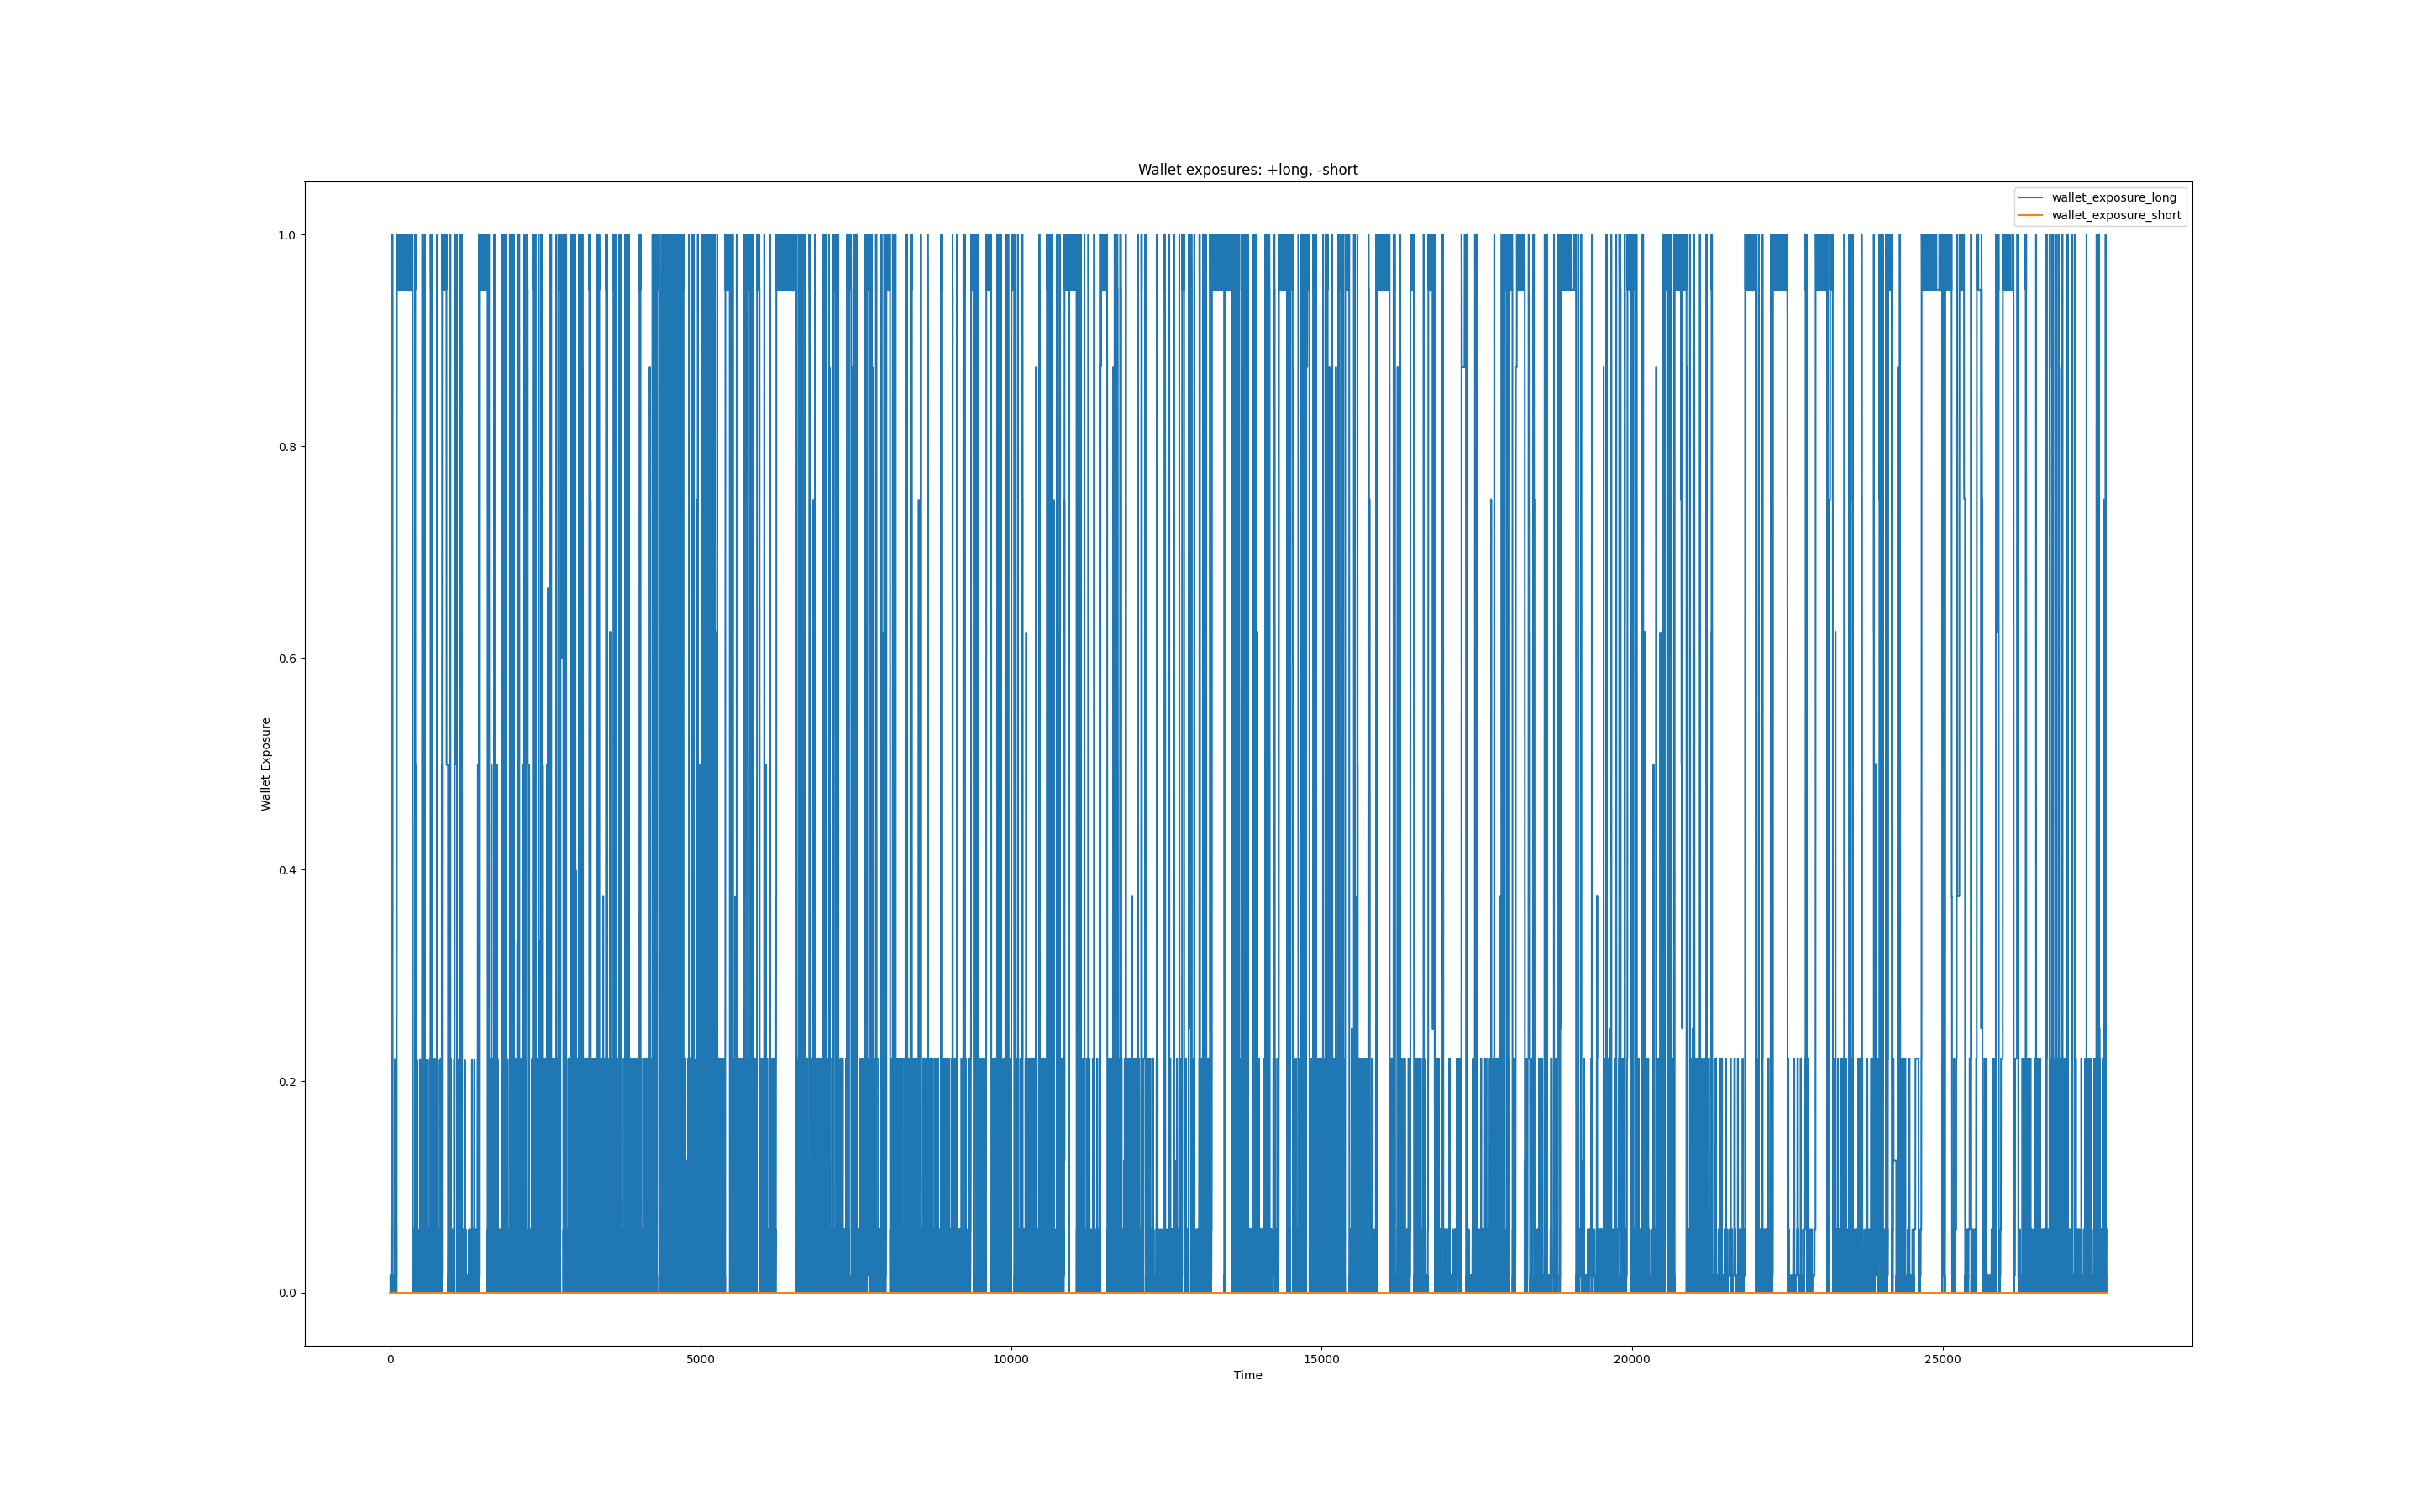 Wallet exposures: +long, -short
wallet_exposure_long
wallet_exposure_short
1.0
0.8
0.6
0.4
0.2
0.0
Wallet Exposure
0
5000
10000
15000
20000
25000
Time